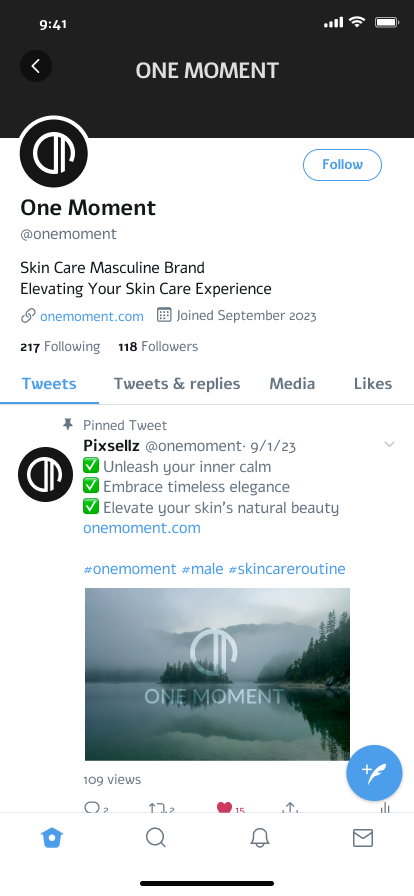 9:41
ONE MOMENT
Follow
One Moment
@onemoment
Skin Care Masculine Brand
Elevating Your Skin Care Experience
onemoment.com Joined September 2023
217 Following 118 Followers
Tweets Tweets & replies Media Likes
Pinned Tweet
Pixsellz @onemoment· 9/1/23
✅ Unleash your inner calm
✅ Embrace timeless elegance
✅ Elevate your skin's natural beauty
onemoment.com
#onemoment #male #skincareroutine
ONE MOMENT
109 views
2 2 15